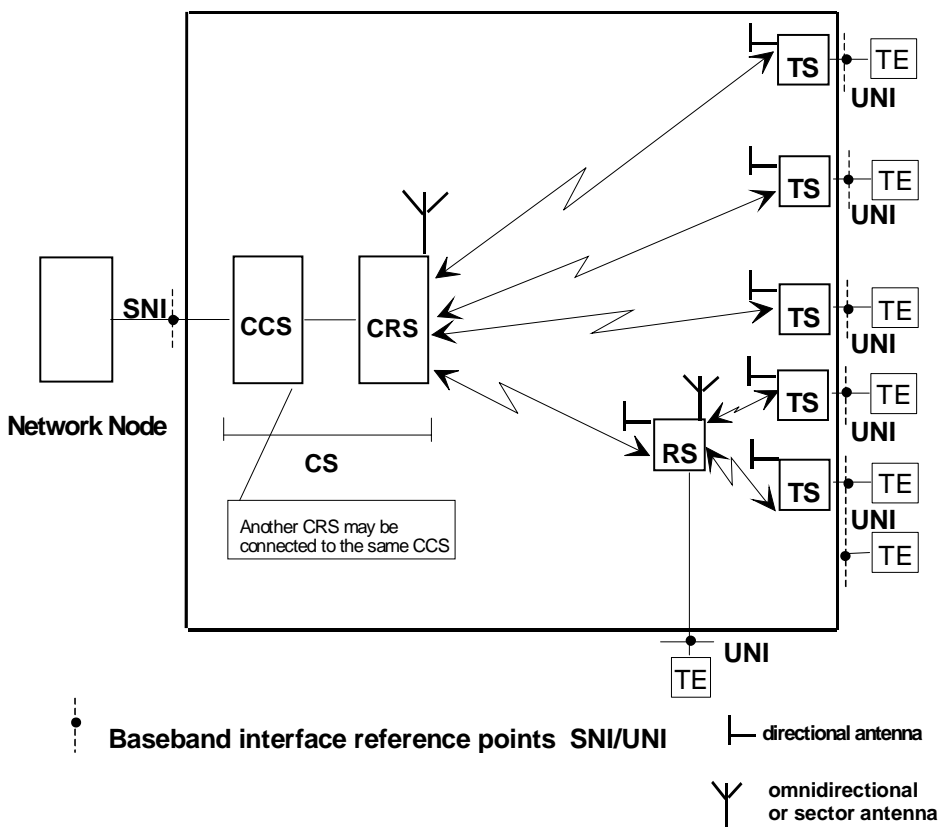 TS
TE
UNI
TS
TE
UNI
SNI
CCS
CRS
TS
TE
UNI
Network Node
TS
TE
UNI
CS
RS
TS
TE
UNI
Another CRS may be
connected to the same CCS
TE
UNI
TE
Baseband interface reference points SNI/UNI
directional antenna
omnidirectional
or sector antenna